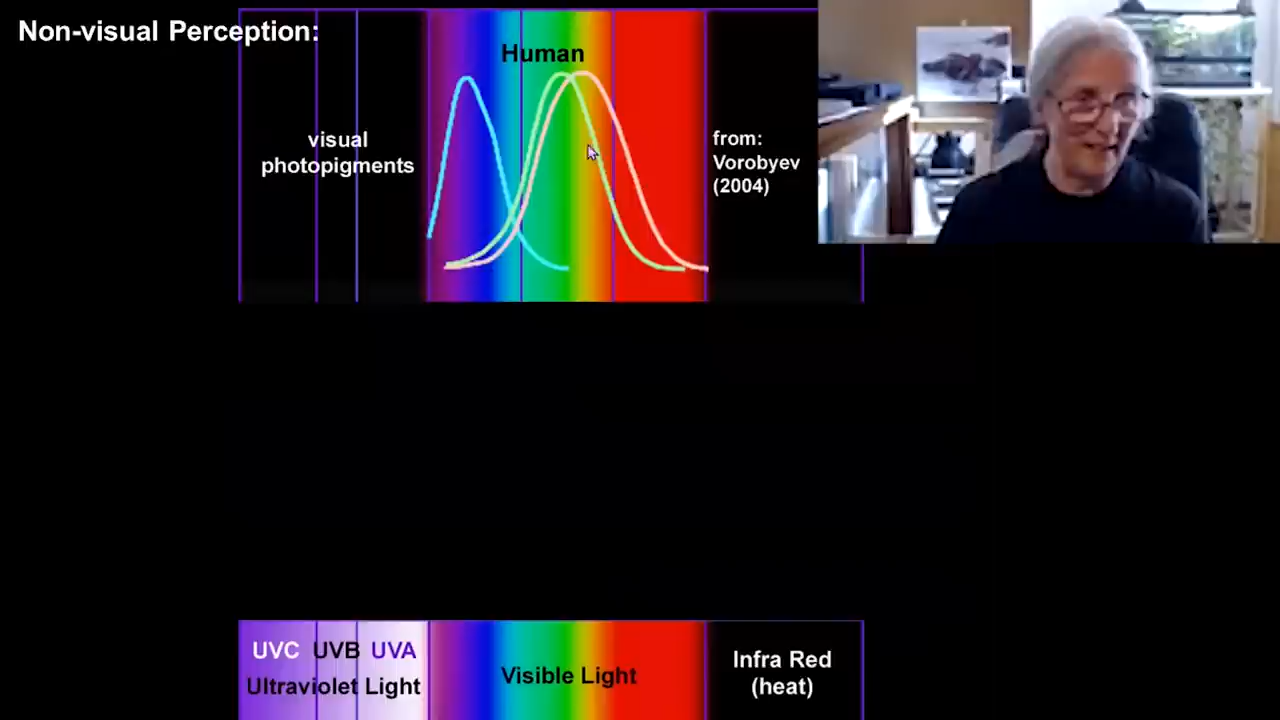 Non-visual Perception:
Human
visual
photopigments
from:
Vorobyev
(2004)
UVC UVB UVA
Ultraviolet Light
Visible Light
Infra Red
(heat)